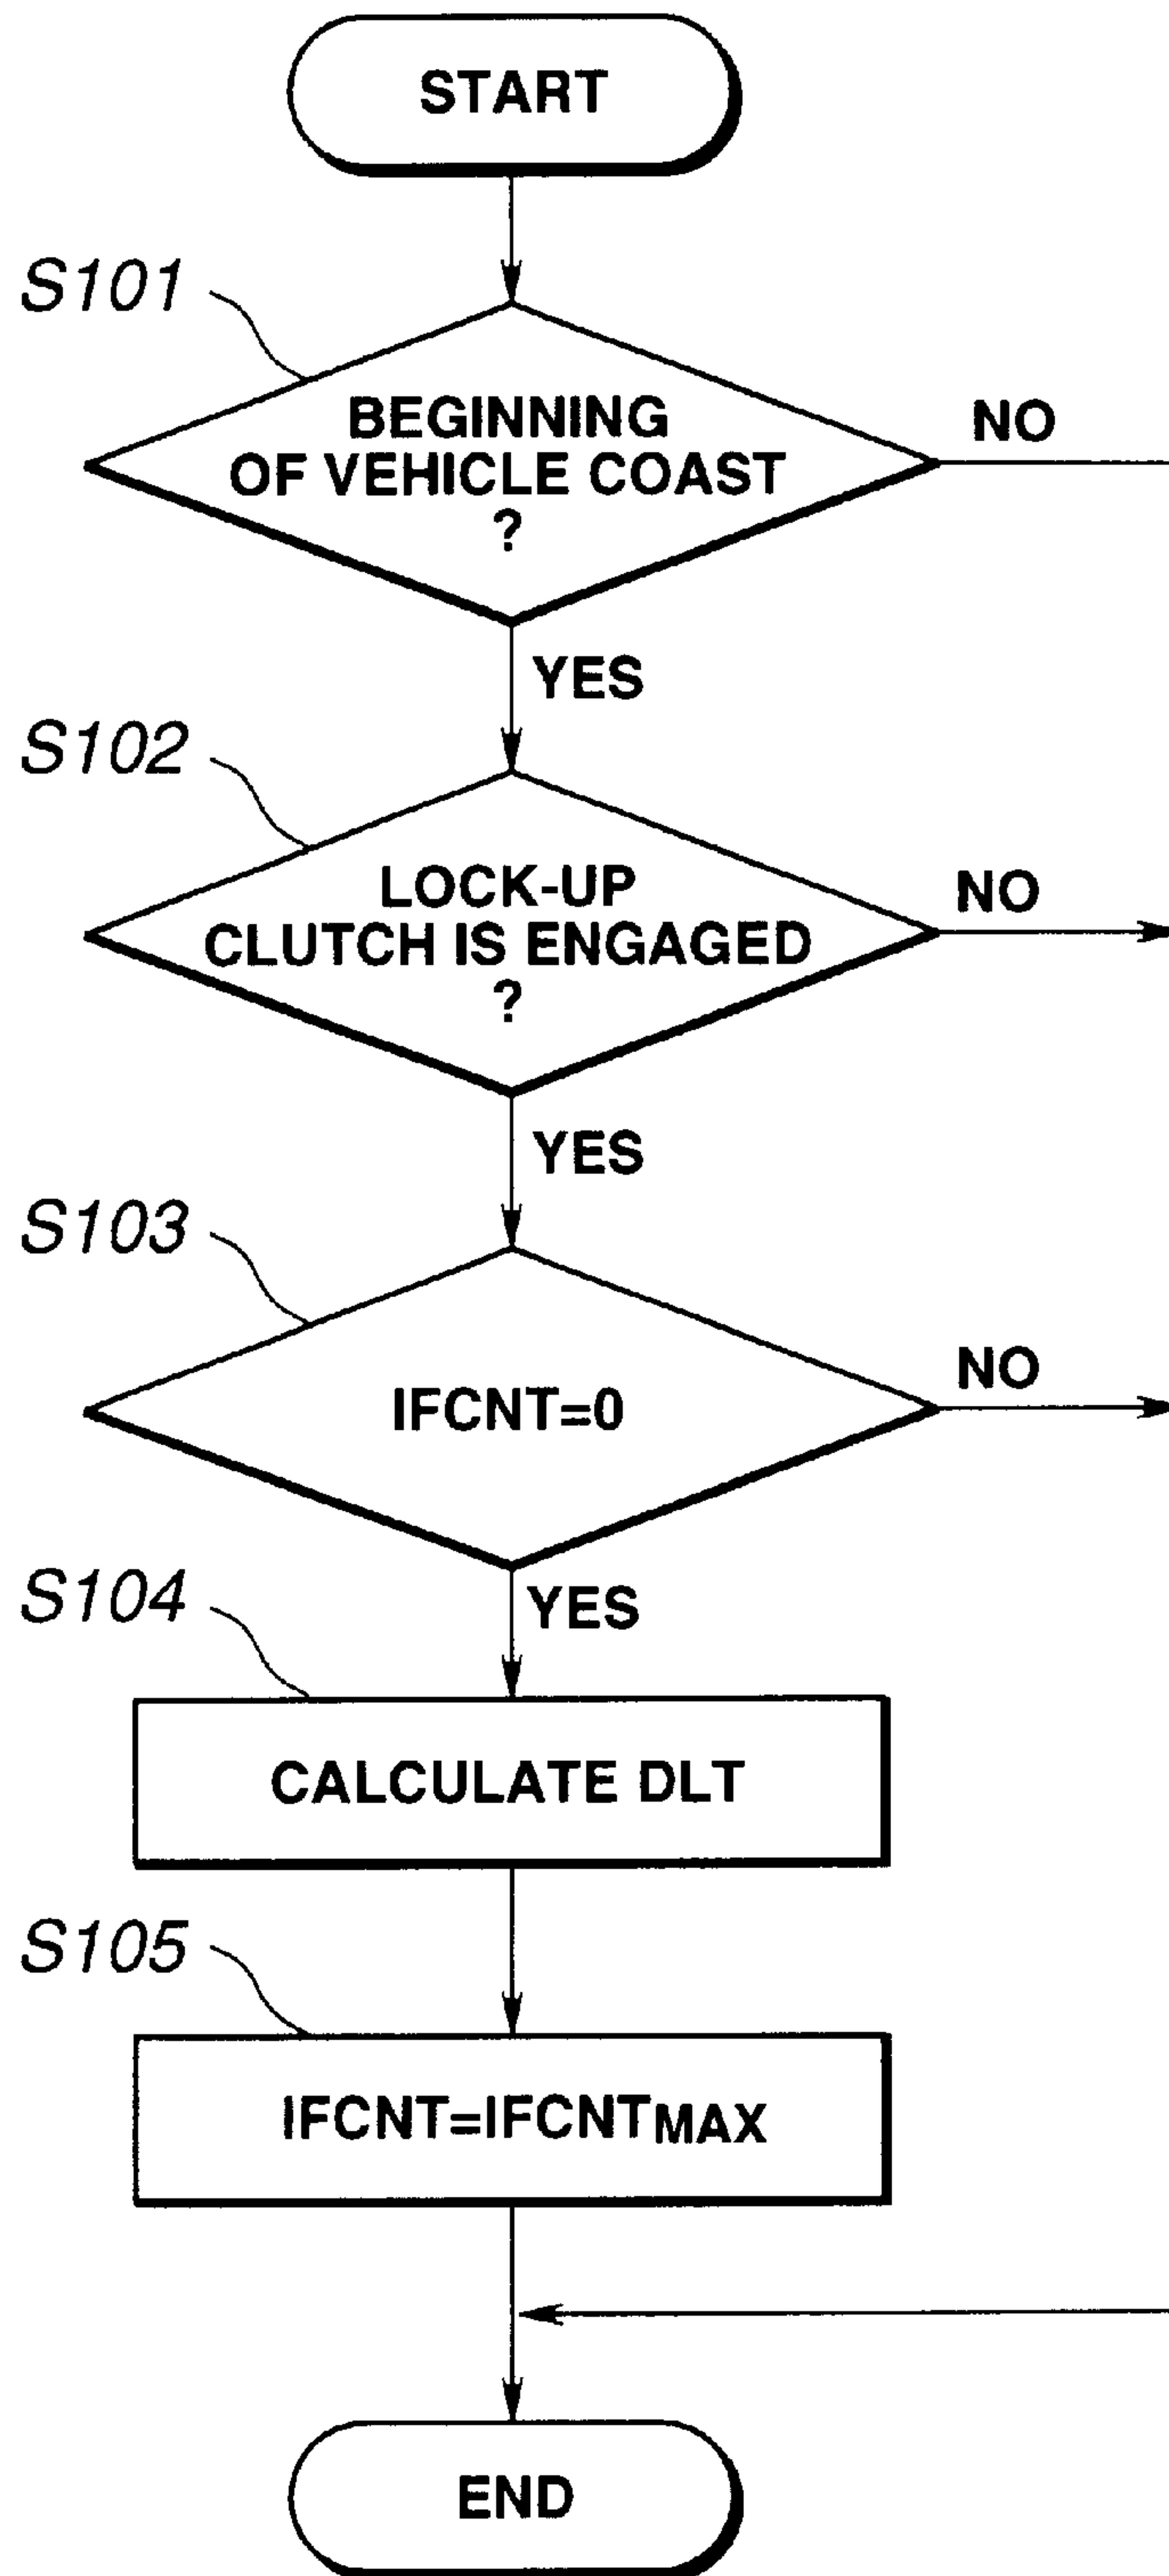 START
S101
BEGINNING
OF VEHICLE COAST
?
NO
YES
S102
LOCK-UP
CLUTCH IS ENGAGED
?
NO
YES
S103
IFCNT=0
NO
YES
S104
CALCULATE DLT
S105
IFCNT=IFCNTMAX
END